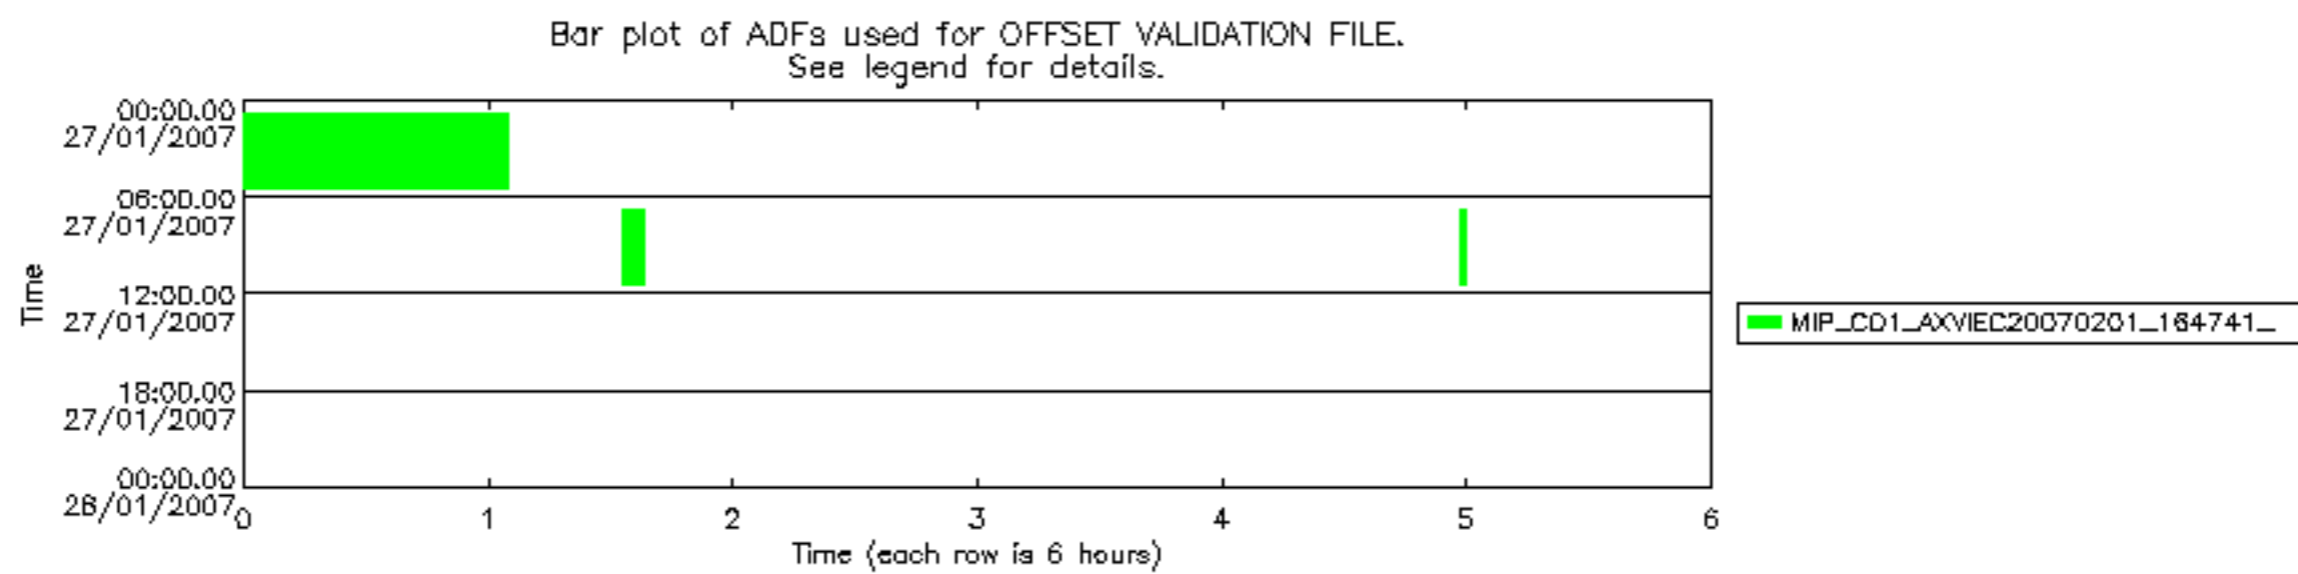 Bar plot of ADFs used for OFFSET VALIDATION FILE.
See legend for details.
00:00.00
27/01/2007
06:00.00
27/01/2007
12:00.00
27/01/2007
18:00.00
27/01/2007
00:00.00
28/01/2007
Time
0 1 2 3 4 5 6
Time (each row is 6 hours)
MIP_CO1_AXVIEC20070201_164741_